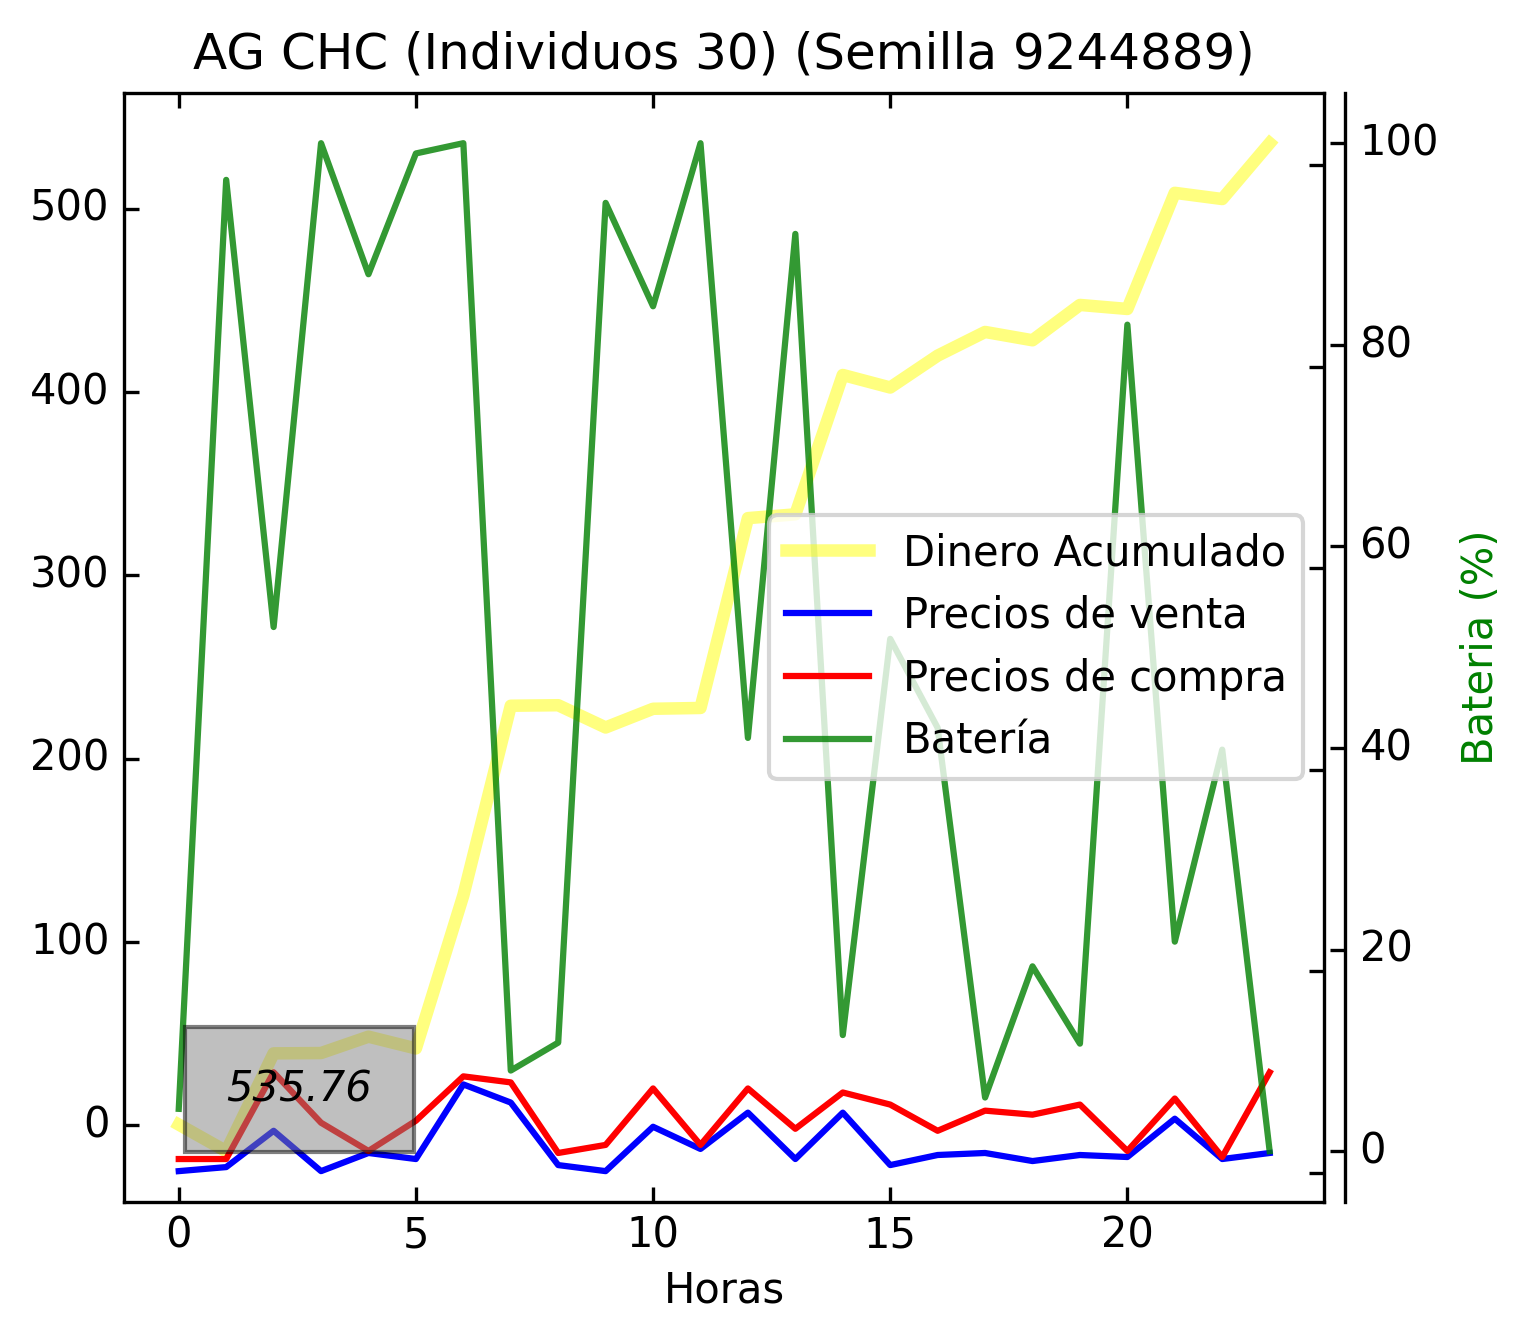 AG CHC (Individuos 30) (Semilla 9244889)
500
400
300
200
100
0
100
80
60
40
20
0
Bateria (%)
Dinero Acumulado
Precios de venta
Precios de compra
Batería
535.76
0 5 10 15 20
Horas